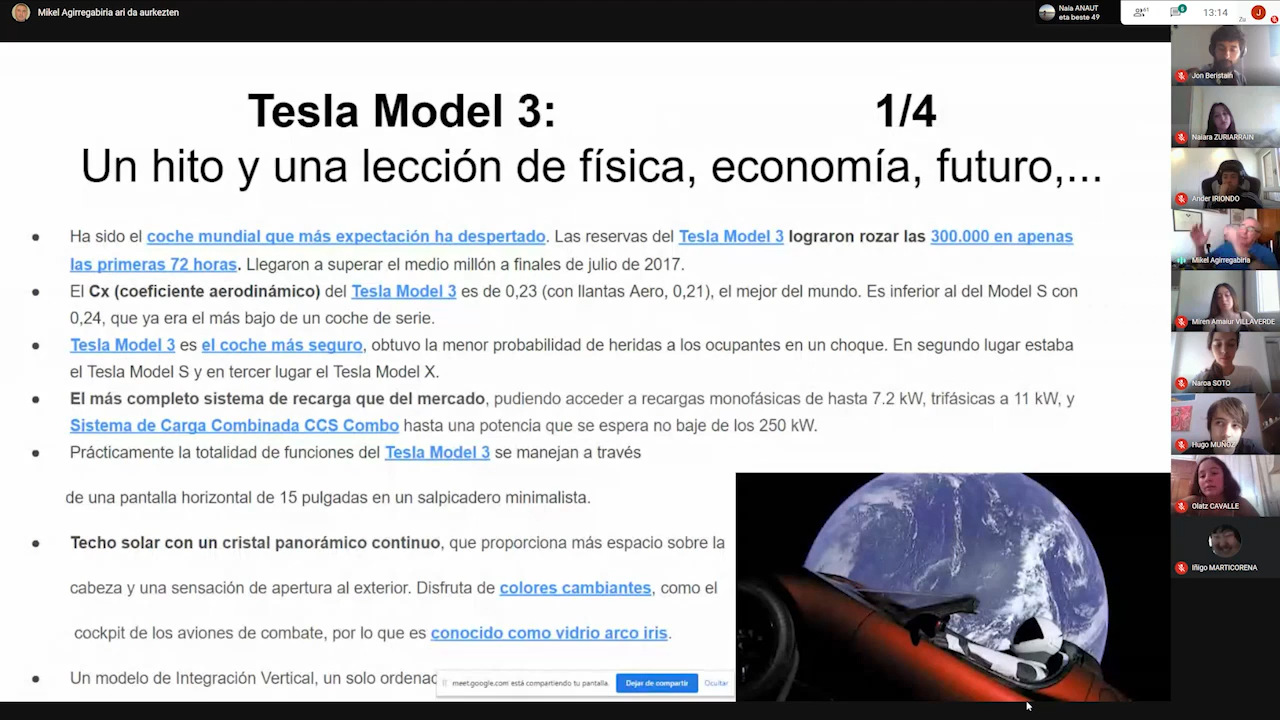 Mikel Agirregabiria ari da aurkezten
Naia ANAUT
eta beste 49
61
6
13:14
Zu
J
Tesla Model 3: 1/4
Un hito y una lección de física, economía, futuro,...
● Ha sido el coche mundial que más expectación ha despertado. Las reservas del Tesla Model 3 lograron rozar las 300.000 en apenas
las primeras 72 horas. Llegaron a superar el medio millón a finales de julio de 2017.
● El Cx (coeficiente aerodinámico) del Tesla Model 3 es de 0,23 (con llantas Aero, 0,21), el mejor del mundo. Es inferior al del Model S con
0,24, que ya era el más bajo de un coche de serie.
● Tesla Model 3 es el coche más seguro, obtuvo la menor probabilidad de heridas a los ocupantes en un choque. En segundo lugar estaba
el Tesla Model S y en tercer lugar el Tesla Model X.
● El más completo sistema de recarga que del mercado, pudiendo acceder a recargas monofásicas de hasta 7.2 kW, trifásicas a 11 kW, y
Sistema de Carga Combinada CCS Combo hasta una potencia que se espera no baje de los 250 kW.
● Prácticamente la totalidad de funciones del Tesla Model 3 se manejan a través
de una pantalla horizontal de 15 pulgadas en un salpicadero minimalista.
● Techo solar con un cristal panorámico continuo, que proporciona más espacio sobre la
cabeza y una sensación de apertura al exterior. Disfruta de colores cambiantes, como el
cockpit de los aviones de combate, por lo que es conocido como vidrio arco iris.
● Un modelo de Integración Vertical, un solo ordenac
meet.google.com está compartiendo tu pantalla.
Dejar de compartir
Ocultar
Jon Beristain
Naiara ZURIARRAIN
Ander IRIONDO
Mikel Agirregabiria
Miren Amaiur VILLAVERDE
Naroa SOTO
Hugo MUÑOZ
Olatz CAVALLE
Iñigo MARTICORENA